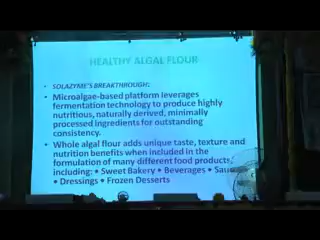 HEALTHY ALGAL FLOUR
• SOLAZYME'S BREAKTHROUGH:
• Microalgae-based platform leverages
fermentation technology to produce highly
nutritious, naturally derived, minimally
processed ingredients for outstanding
consistency.
• Whole algal flour adds unique taste, texture and
nutrition benefits when included in the
formulation of many different food products,
including: • Sweet Bakery • Beverages •
• Dressings • Frozen Desserts